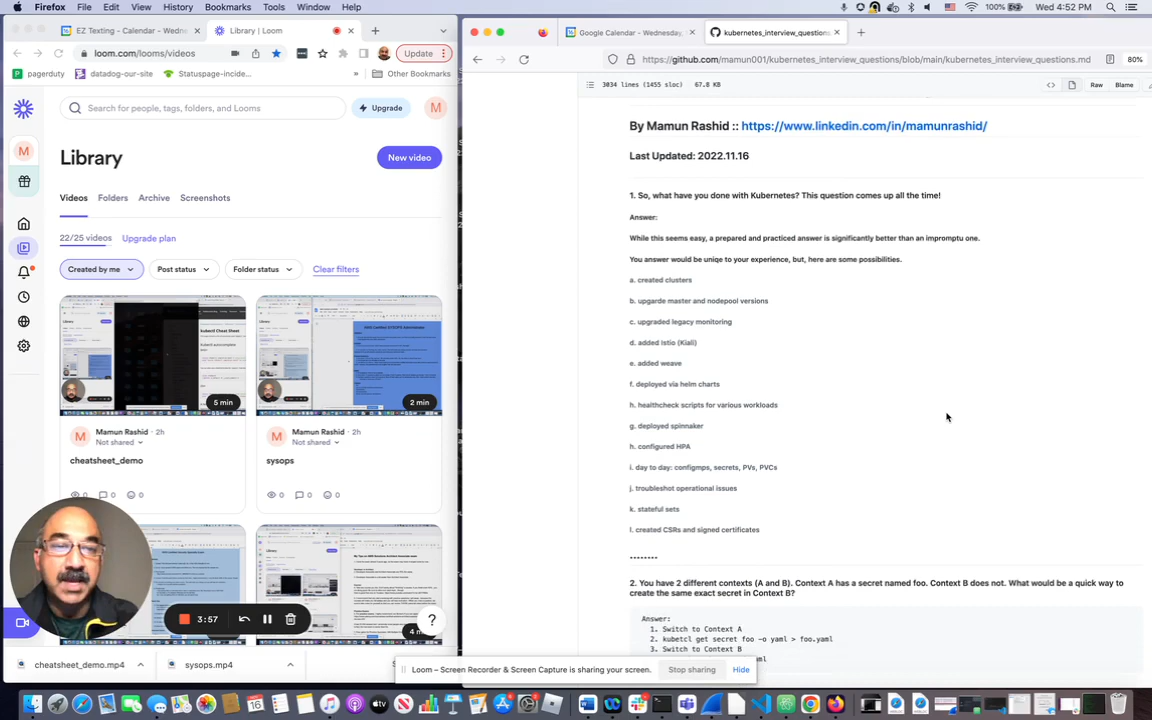 Firefox File Edit View History Bookmarks Tools Window Help
100% Wed 4:52 PM
EZ Texting - Calendar - Wedne
Library | Loom
loom.com/looms/videos
Update
pagerduty
datadog-our-site
Statuspage-incide...
Other Bookmarks
Search for people, tags, folders, and Looms
Upgrade
M
M
Library
New video
Videos Folders Archive Screenshots
22/25 videos Upgrade plan
Created by me Post status Folder status Clear filters
5 min
2 min
M Mamun Rashid · 2h
Not shared
cheatsheet_demo
0 0 0
M Mamun Rashid · 2h
Not shared
sysops
0 0 0
3:57
?
cheatsheet_demo.mp4
sysops.mp4
Google Calendar - Wednesday,
kubernetes_interview_questions
https://github.com/mamun001/kubernetes_interview_questions/blob/main/kubernetes_interview_questions.md
80%
3034 lines (1455 sloc) 67.8 KB
Raw Blame
By Mamun Rashid :: https://www.linkedin.com/in/mamunrashid/
Last Updated: 2022.11.16
1. So, what have you done with Kubernetes? This question comes up all the time!
Answer:
While this seems easy, a prepared and practiced answer is significantly better than an impromptu one.
You answer would be uniqe to your experience, but, here are some possibilities.
a. created clusters
b. upgarde master and nodepool versions
c. upgraded legacy monitoring
d. added Istio (Kiali)
e. added weave
f. deployed via helm charts
h. healthcheck scripts for various workloads
g. deployed spinnaker
h. configured HPA
i. day to day: configmps, secrets, PVs, PVCs
j. troubleshot operational issues
k. stateful sets
l. created CSRs and signed certificates
--------
2. You have 2 different contexts (A and B). Context A has a secret named foo. Context B does not. What would be a quick way to
create the same exact secret in Context B?
Answer:
1. Switch to Context A
2. kubectl get secret foo -o yaml > foo.yaml
3. Switch to Context B
Loom – Screen Recorder & Screen Capture is sharing your screen. Stop sharing Hide